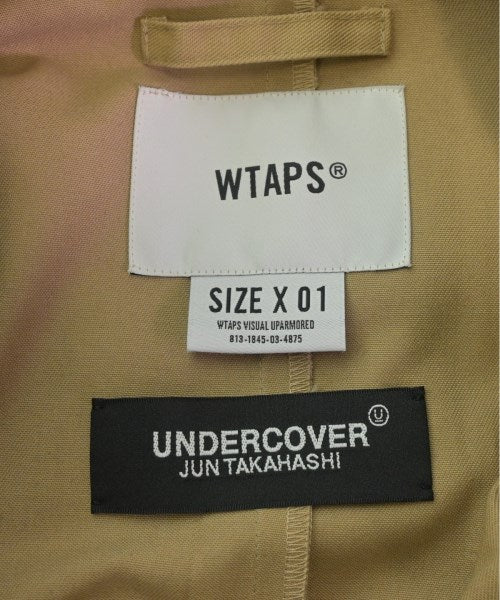 WTAPS®
SIZE X 01
WTAPS VISUAL UPARMORED
813-1845-03-4875
UNDERCOVER
U
JUN TAKAHASHI